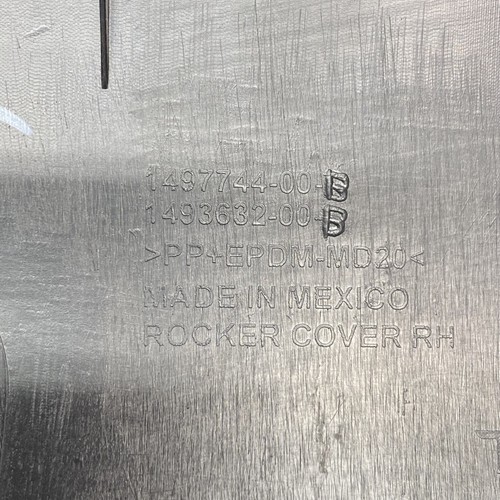 1497744-00-B
1493632-00-B
>PP+EPDM-MD20<
MADE IN MEXICO
ROCKER COVER RH